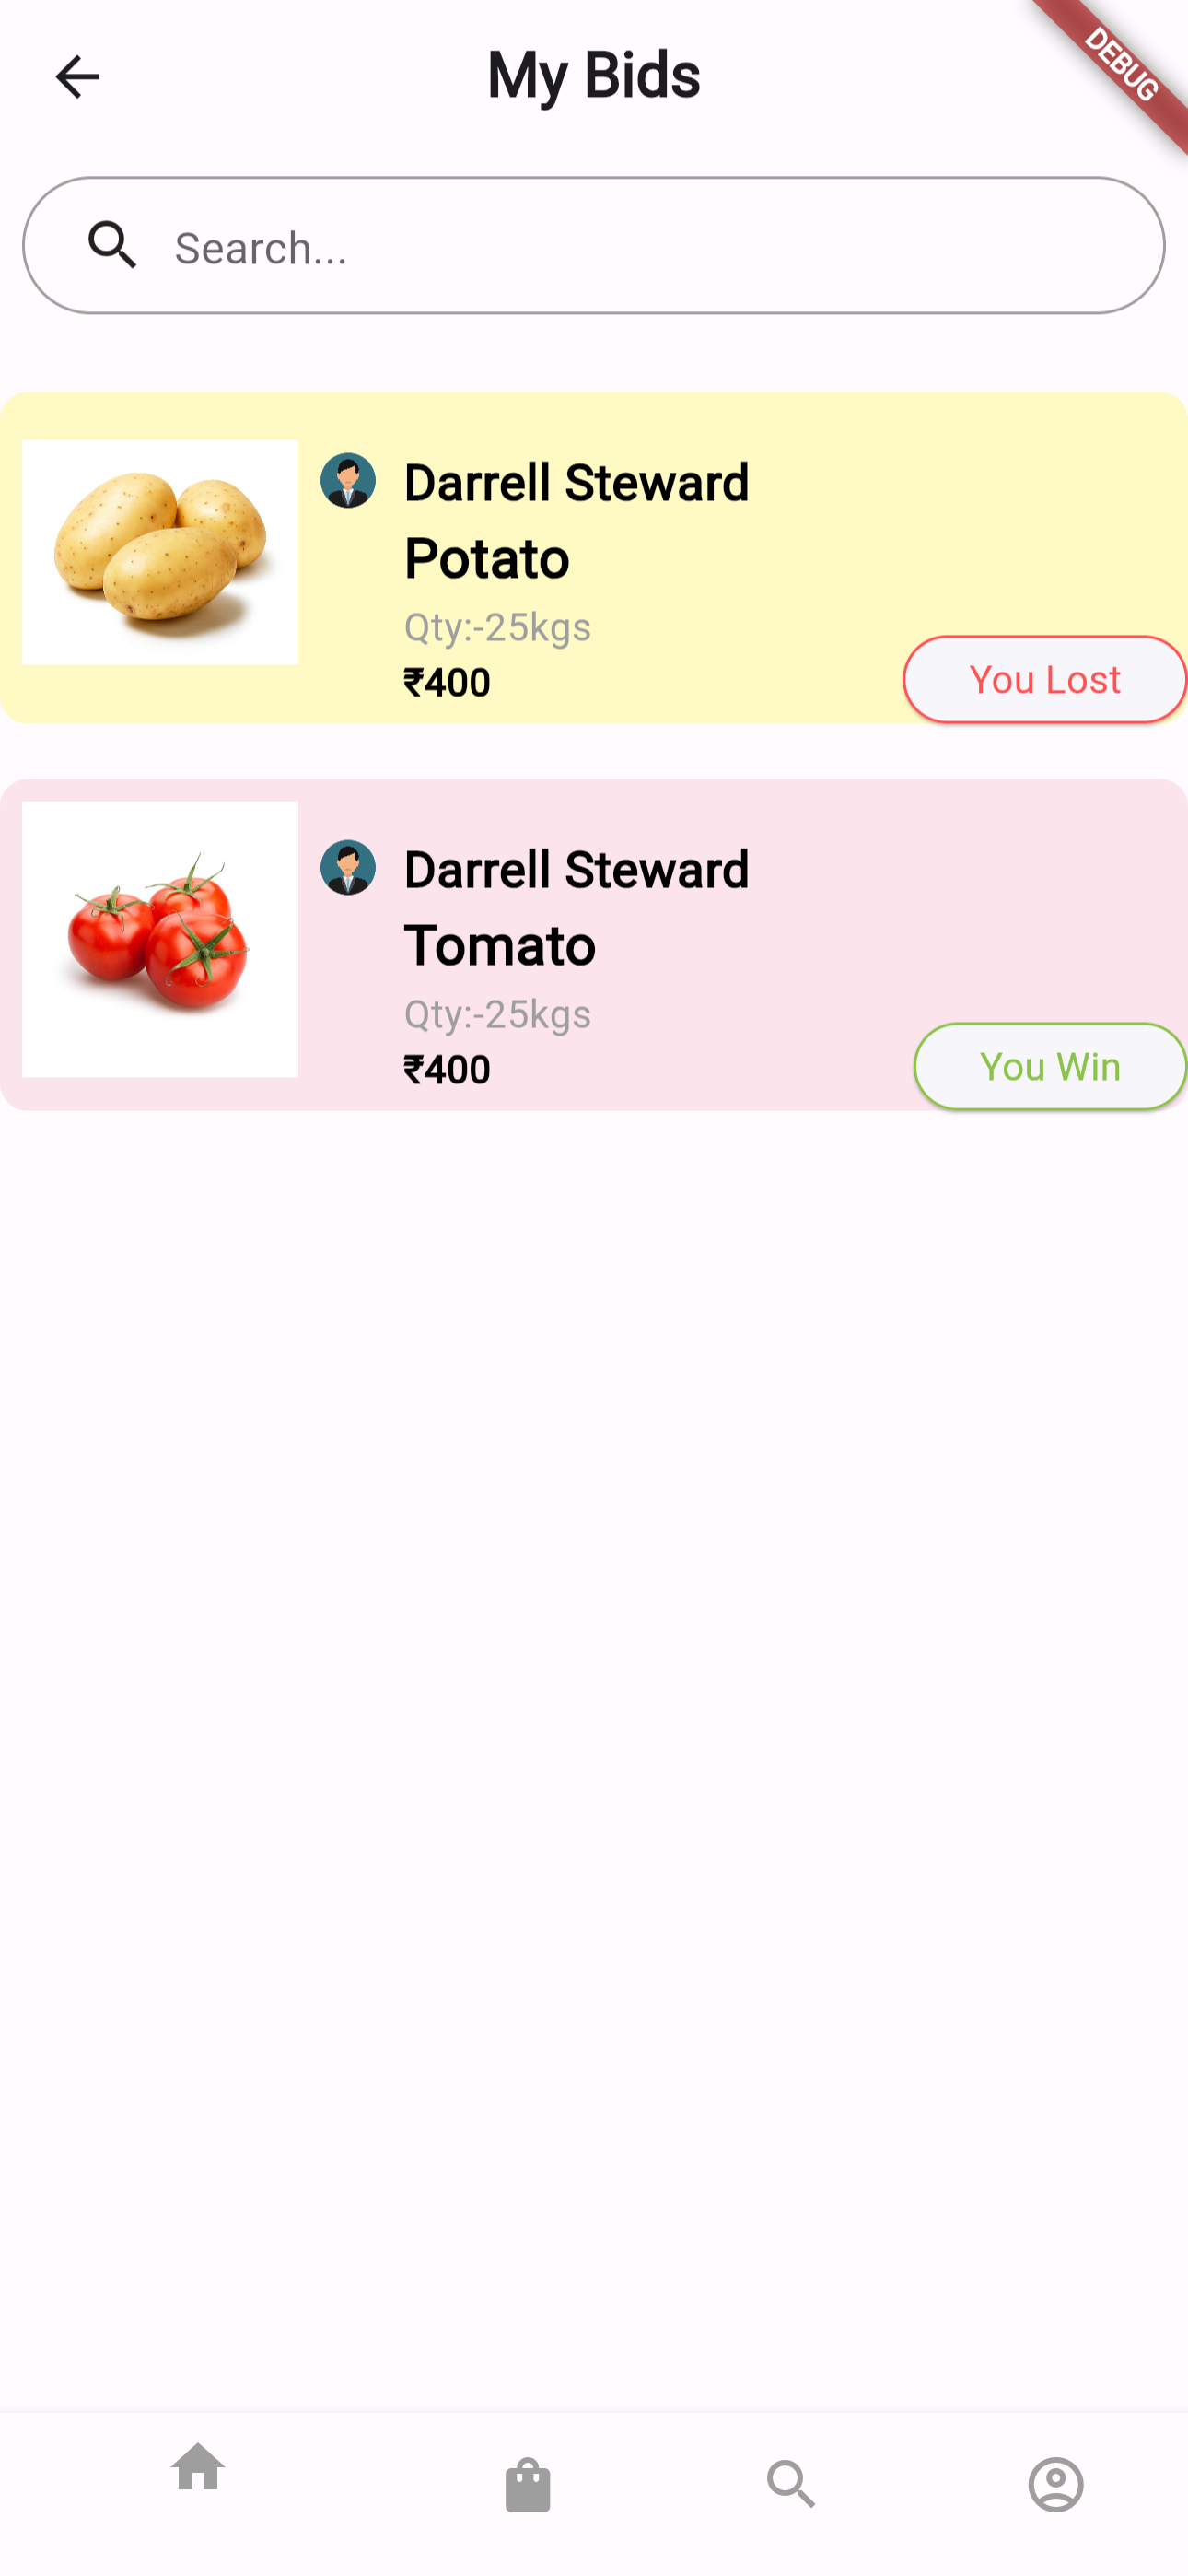 My Bids
DEBUG
Search...
Darrell Steward
Potato
Qty:-25kgs
₹400
You Lost
Darrell Steward
Tomato
Qty:-25kgs
₹400
You Win